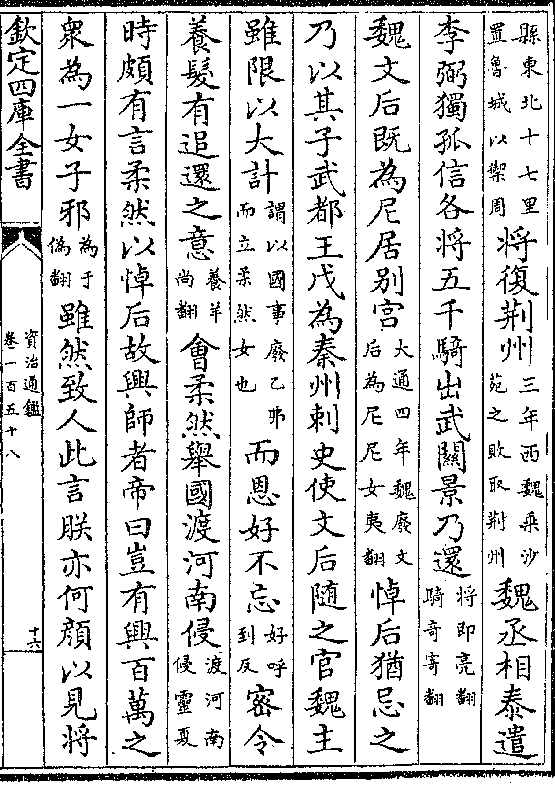 縣東北十七里置魯城以禦周將復荆州三年西魏乗沙苑之敗取荆州魏丞相泰遣
李弼獨孤信各將五千騎出武關景乃還將即亮翻騎奇寄翻
魏文后既為尼居别宫大通四年魏廢文后為尼尼女夷翻悼后猶忌之
乃以其子武都王戊為秦州刺史使文后隨之官魏主
雖限以大計謂以國事廢乙弗而立柔然女也而恩好不忘好呼到反密令
養髮有追還之意養羊尚翻會柔然舉國渡河南侵渡河南侵靈夏
時頗有言柔然以悼后故興師者帝曰豈有興百萬之
衆為一女子邪為于偽翻雖然致人此言朕亦何顔以見將
欽定四庫全書
資治通鑑
卷一百五十八
十六